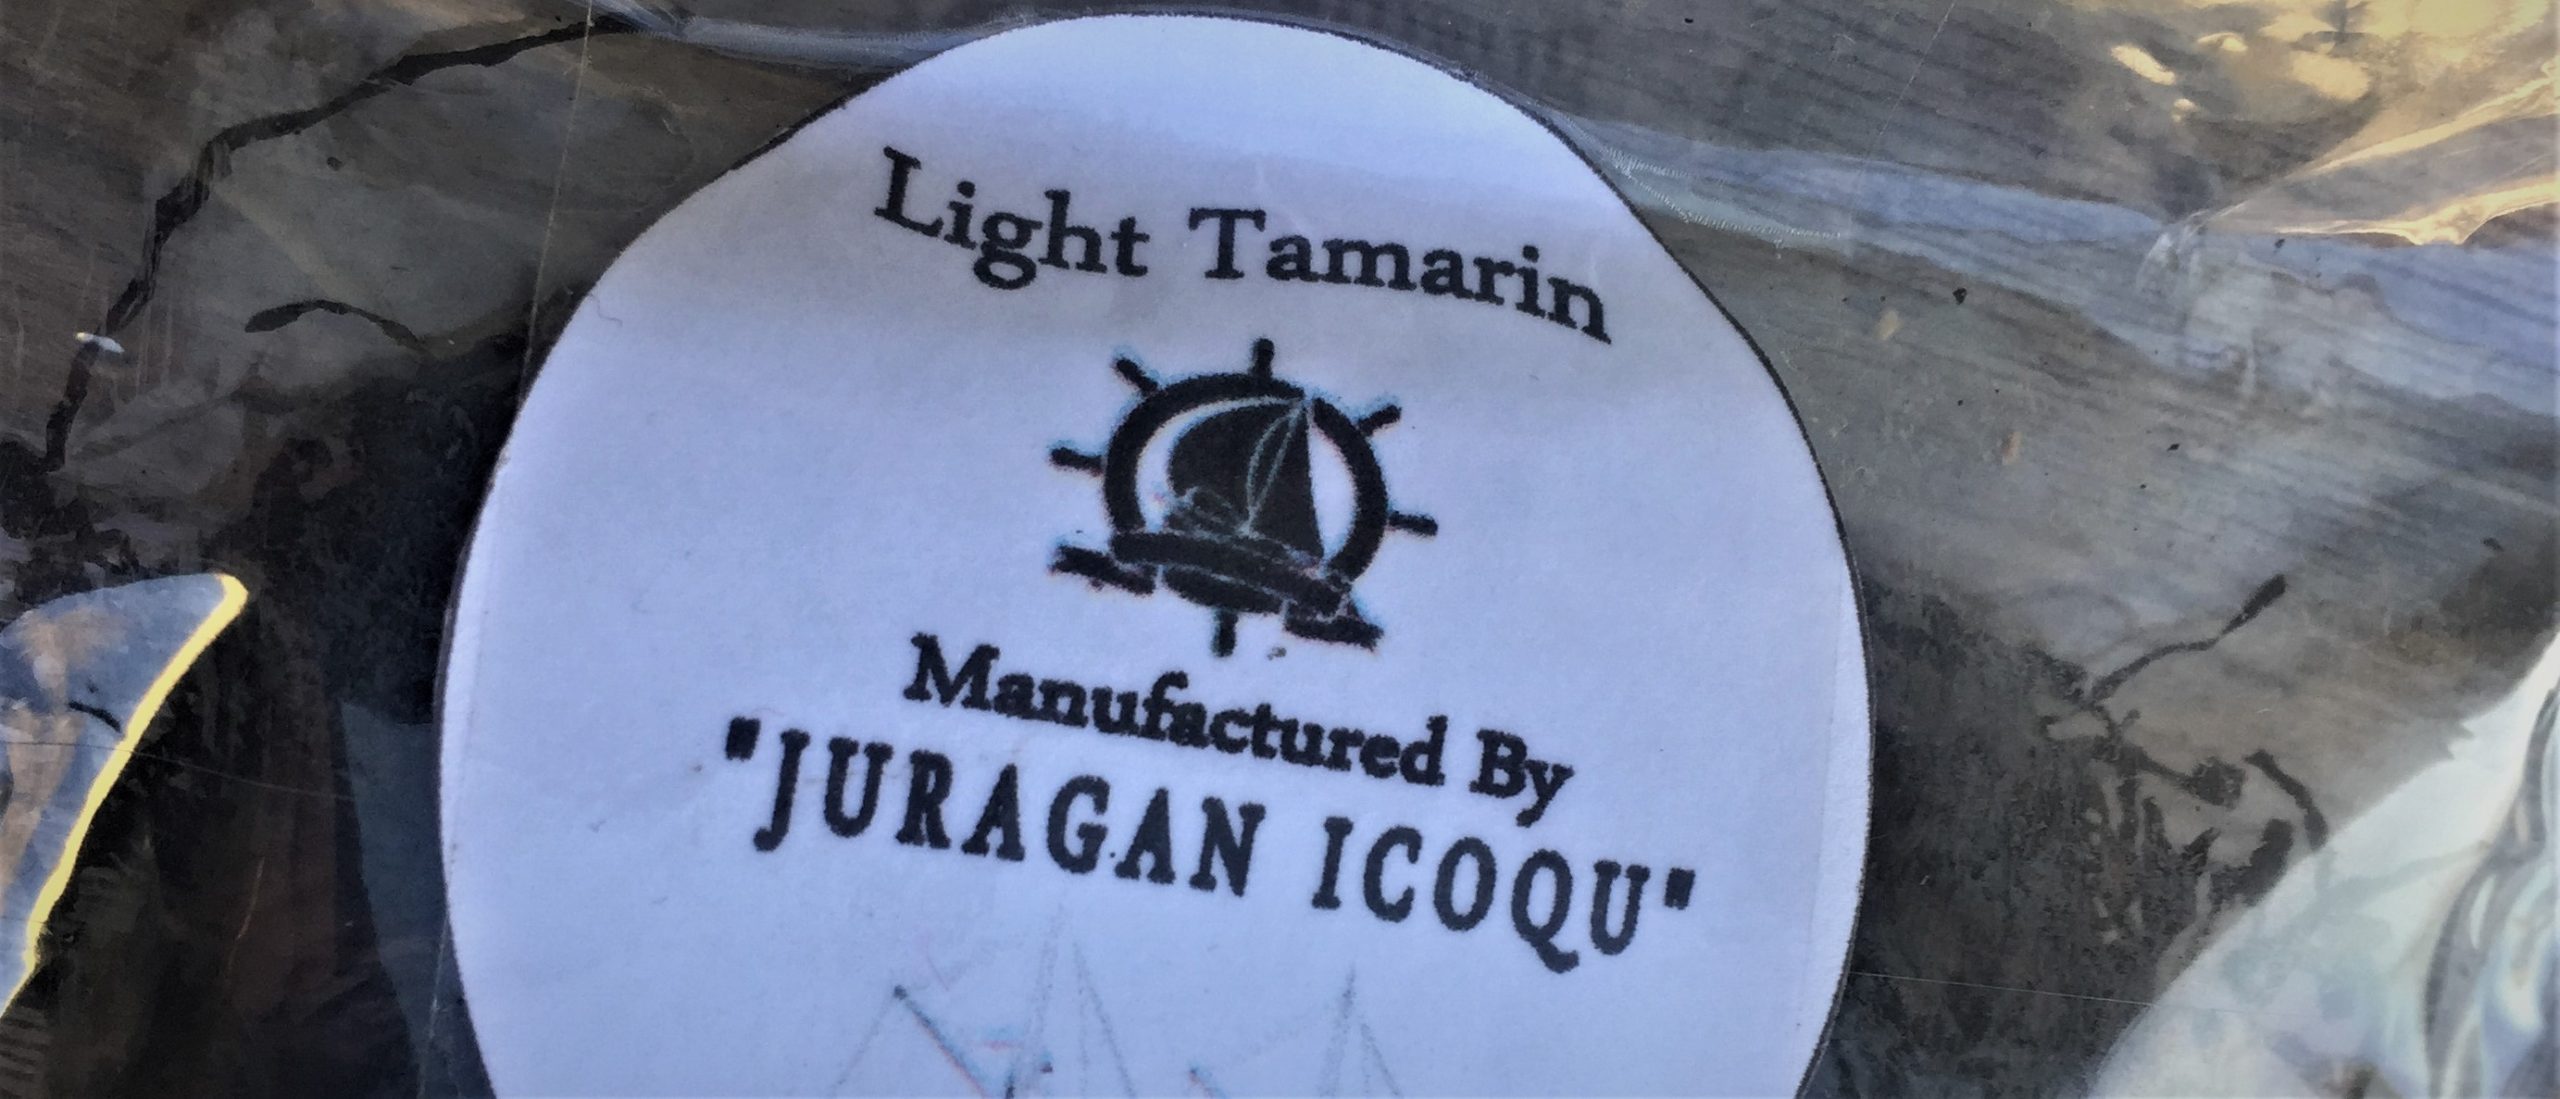 Light Tamarin
Manufactured By
"JURAGAN ICOQU"